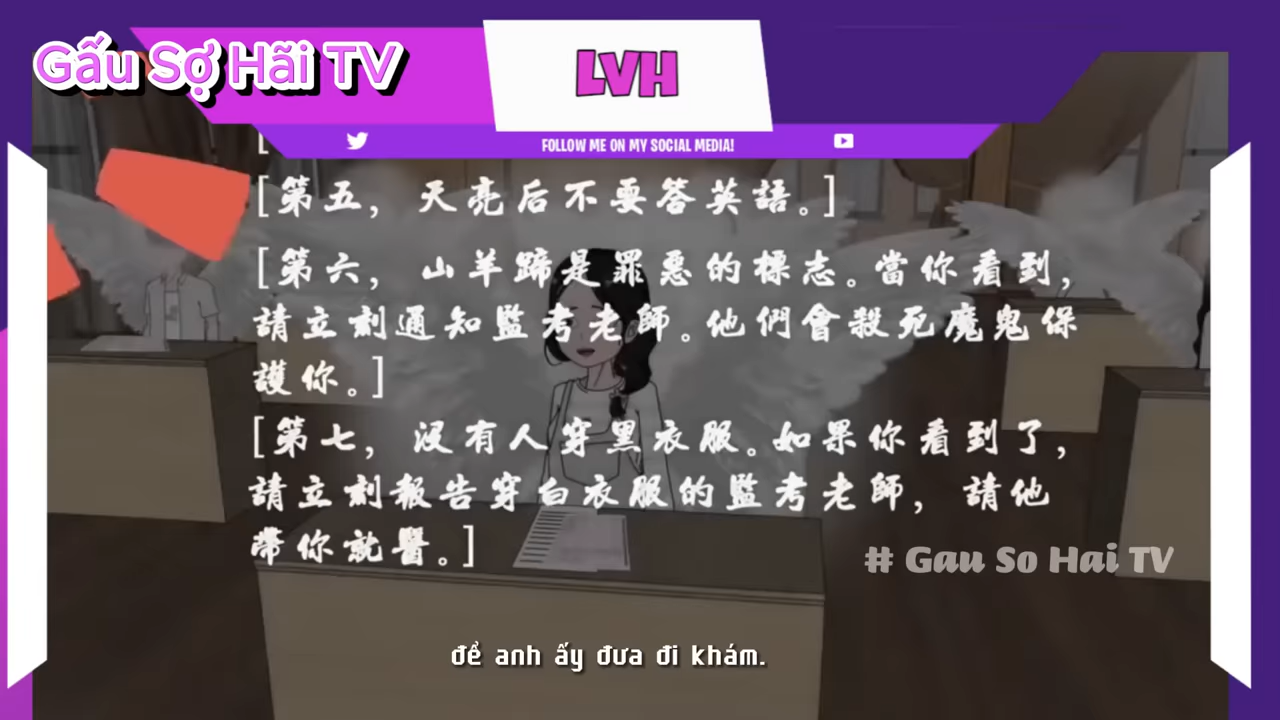 Gấu Sợ Hãi TV
LVH
FOLLOW ME ON MY SOCIAL MEDIA!
[
[第五，天亮后不要答英語。]
[第六，山羊蹄是罪惡的標志。當你看到，
請立刻通知監考老師。他們會殺死魔鬼保
護你。]
[第七，沒有人穿黑衣服。如果你看到了，
請立刻報告穿白衣服的監考老師，請他
帶你就醫。]
# Gau So Hai TV
để anh ấy đưa đi khám.